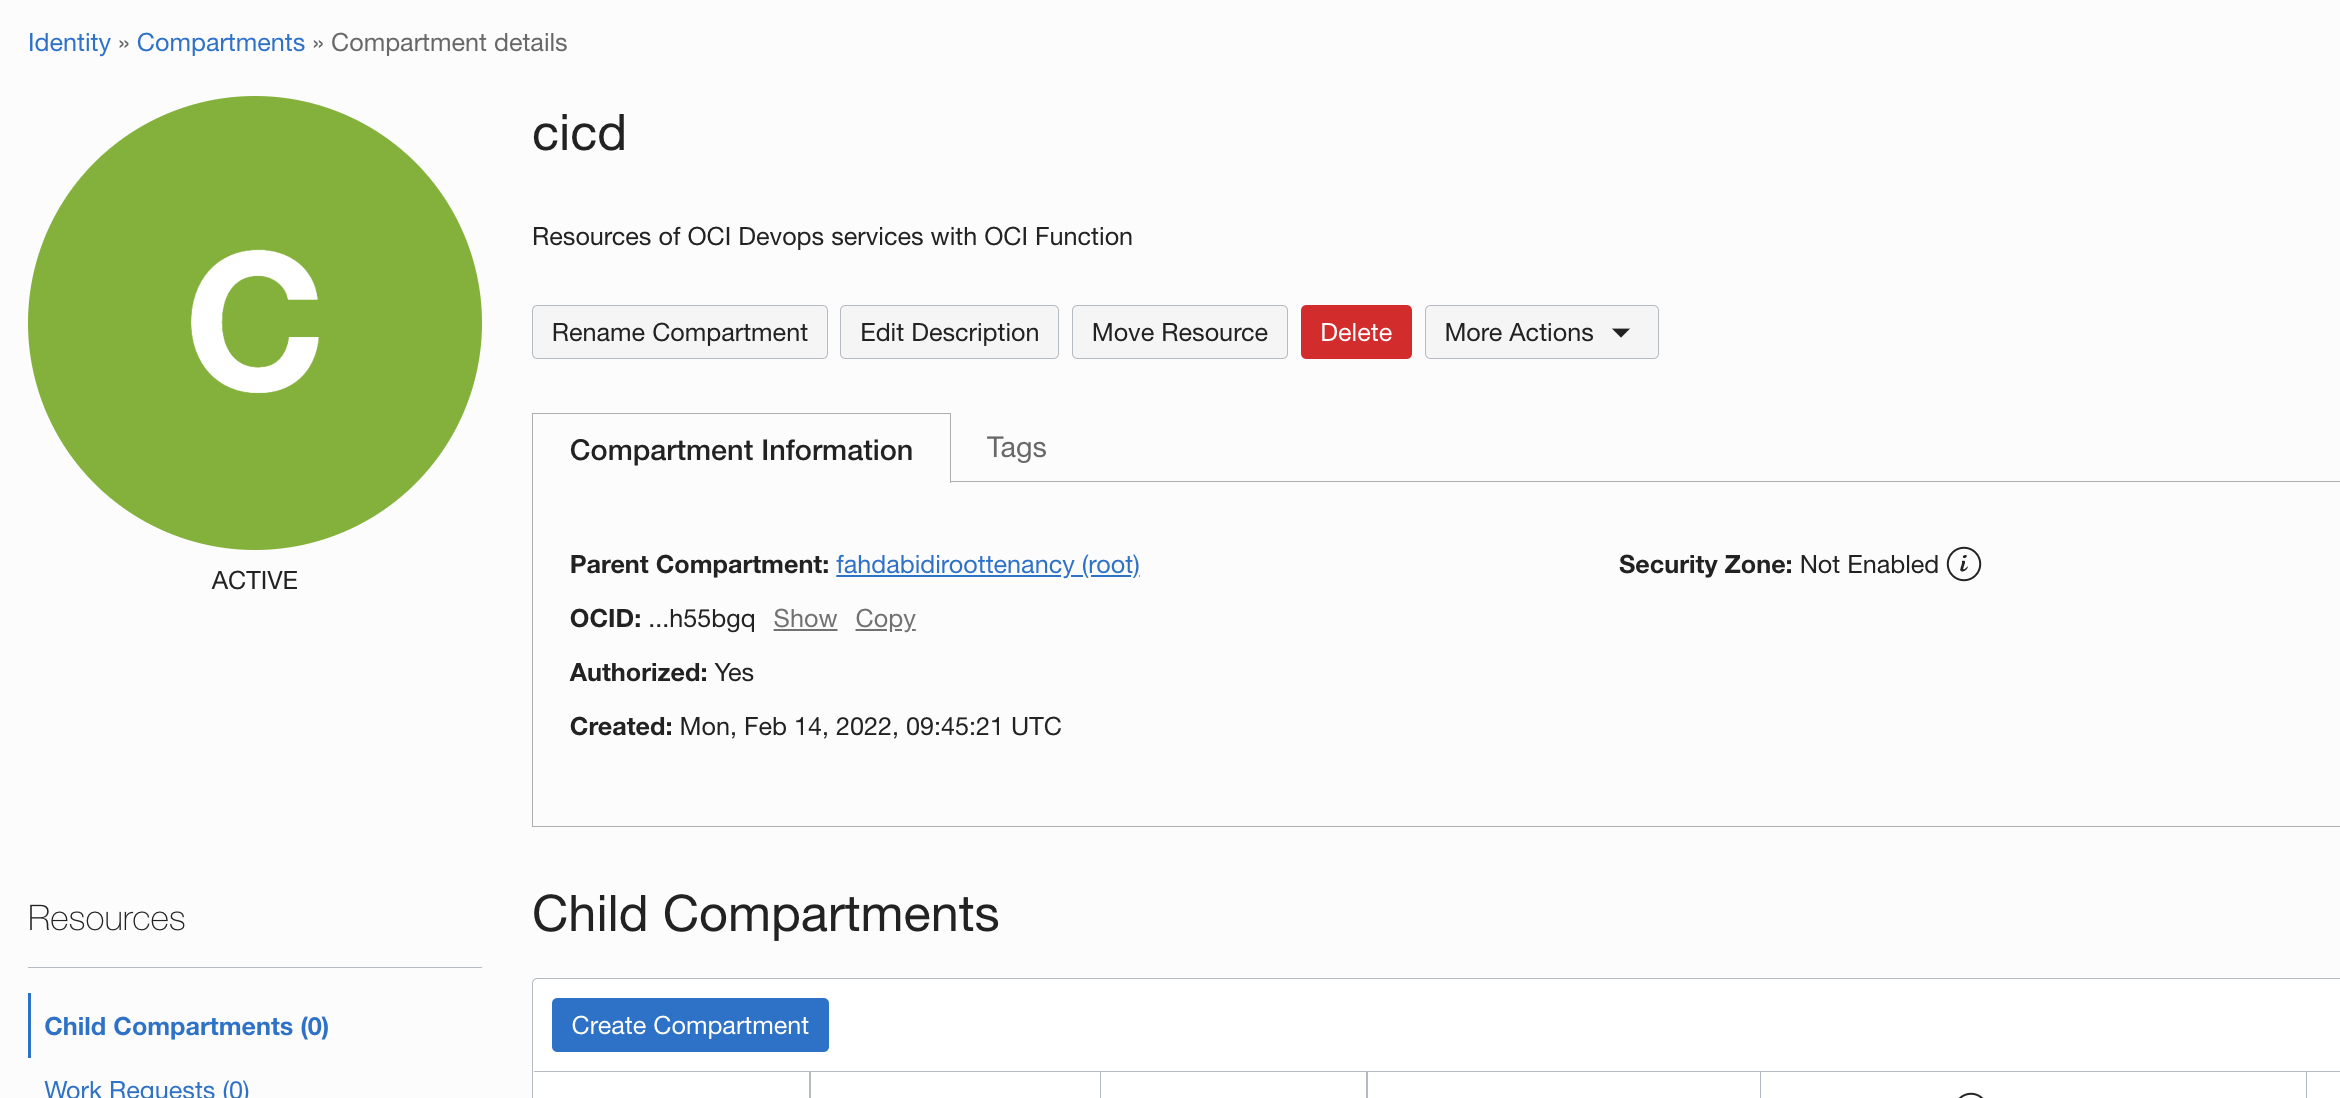 Identity » Compartments » Compartment details
C
ACTIVE
cicd
Resources of OCI Devops services with OCI Function
Rename Compartment Edit Description Move Resource Delete More Actions
Compartment Information Tags
Parent Compartment: fahdabidiroottenancy (root) Security Zone: Not Enabled i
OCID: ...h55bgq Show Copy
Authorized: Yes
Created: Mon, Feb 14, 2022, 09:45:21 UTC
Resources
Child Compartments (0)
Work Requests (0)
Child Compartments
Create Compartment